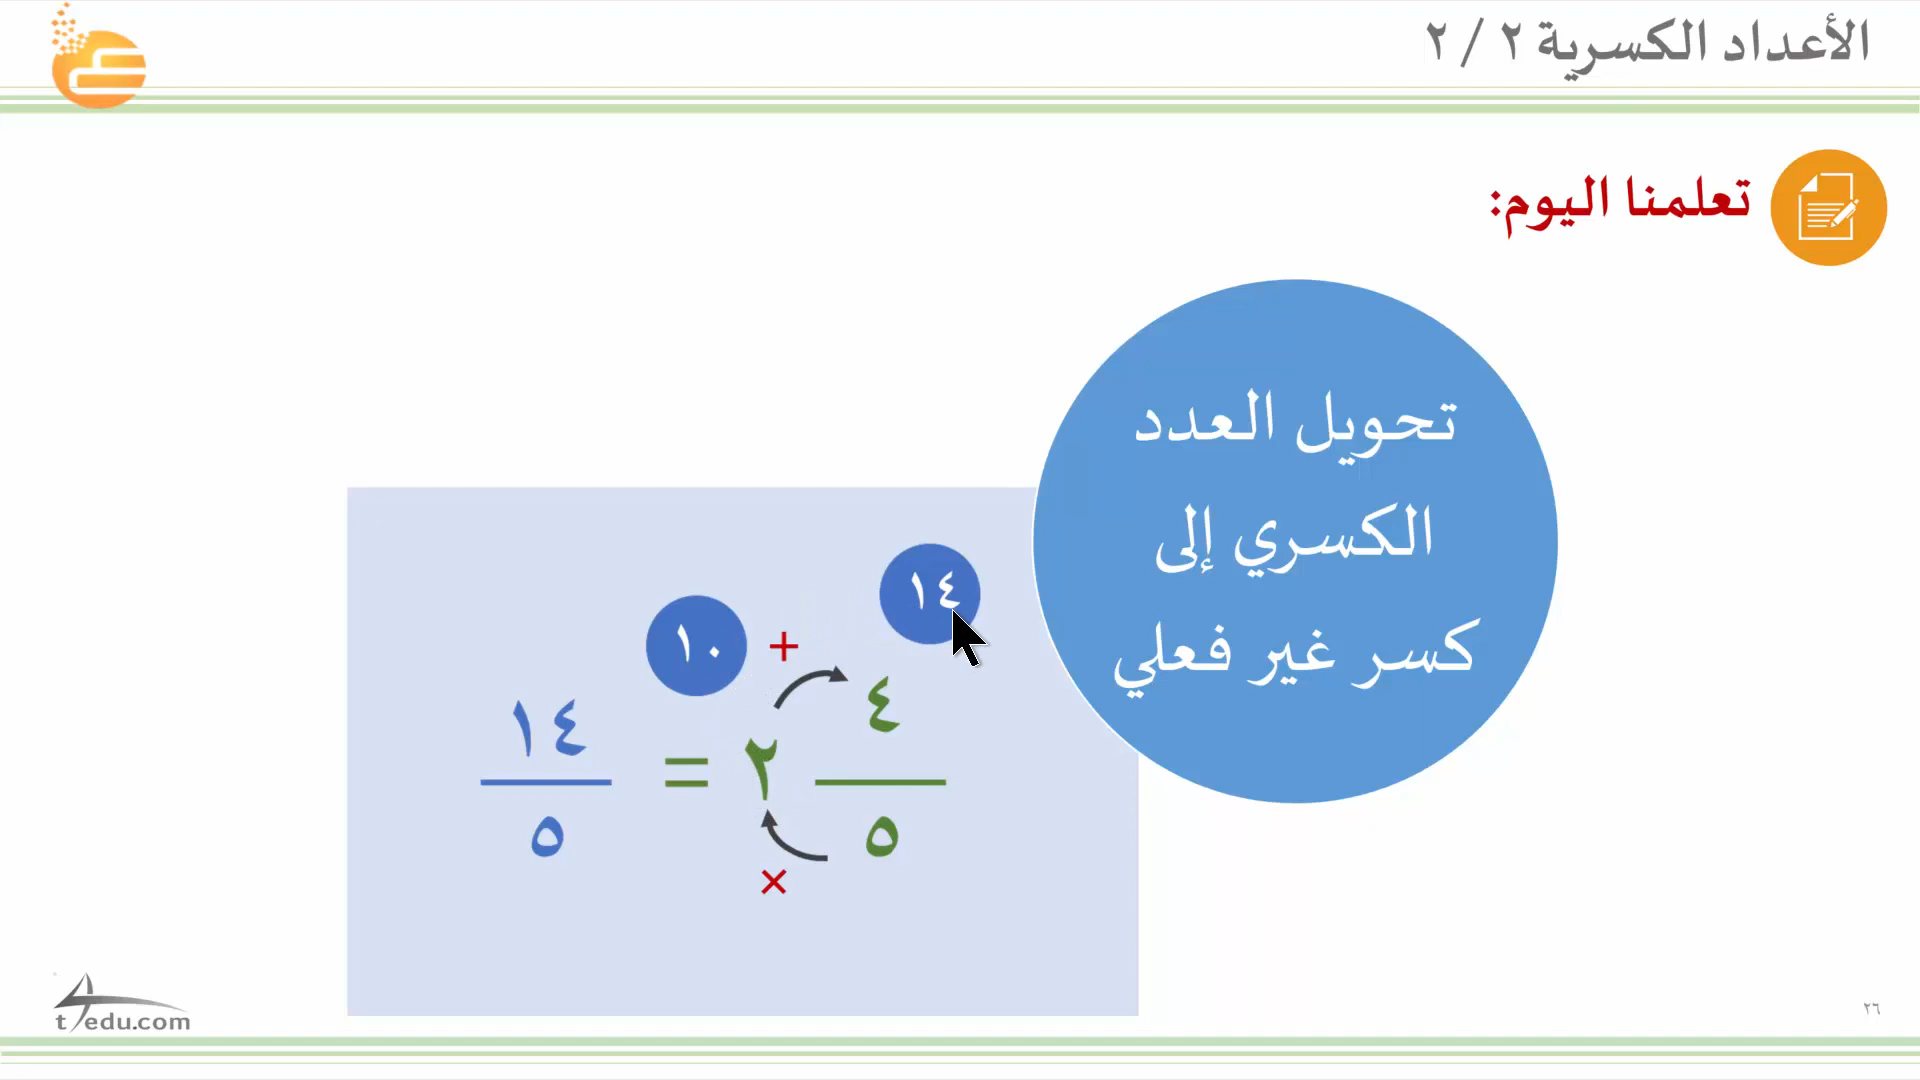 الأعداد الكسرية ٢ / ٢
تعلمنا اليوم:
تحويل العدد
الكسري إلى
كسر غير فعلي
١٤
١٠ +
١٤ ٤
= ٢
٥ ٥
×
t4edu.com
٢٦